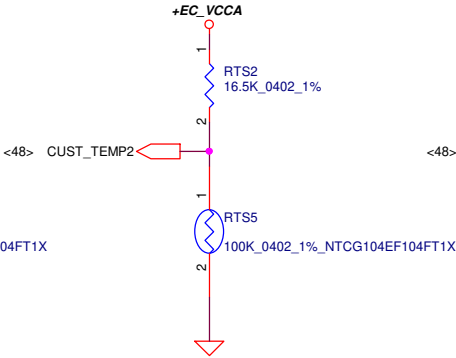 +EC_VCCA
1
RTS2
16.5K_0402_1%
2
<48> CUST_TEMP2
<48>
1
RTS5
04FT1X
100K_0402_1%_NTCG104EF104FT1X
2